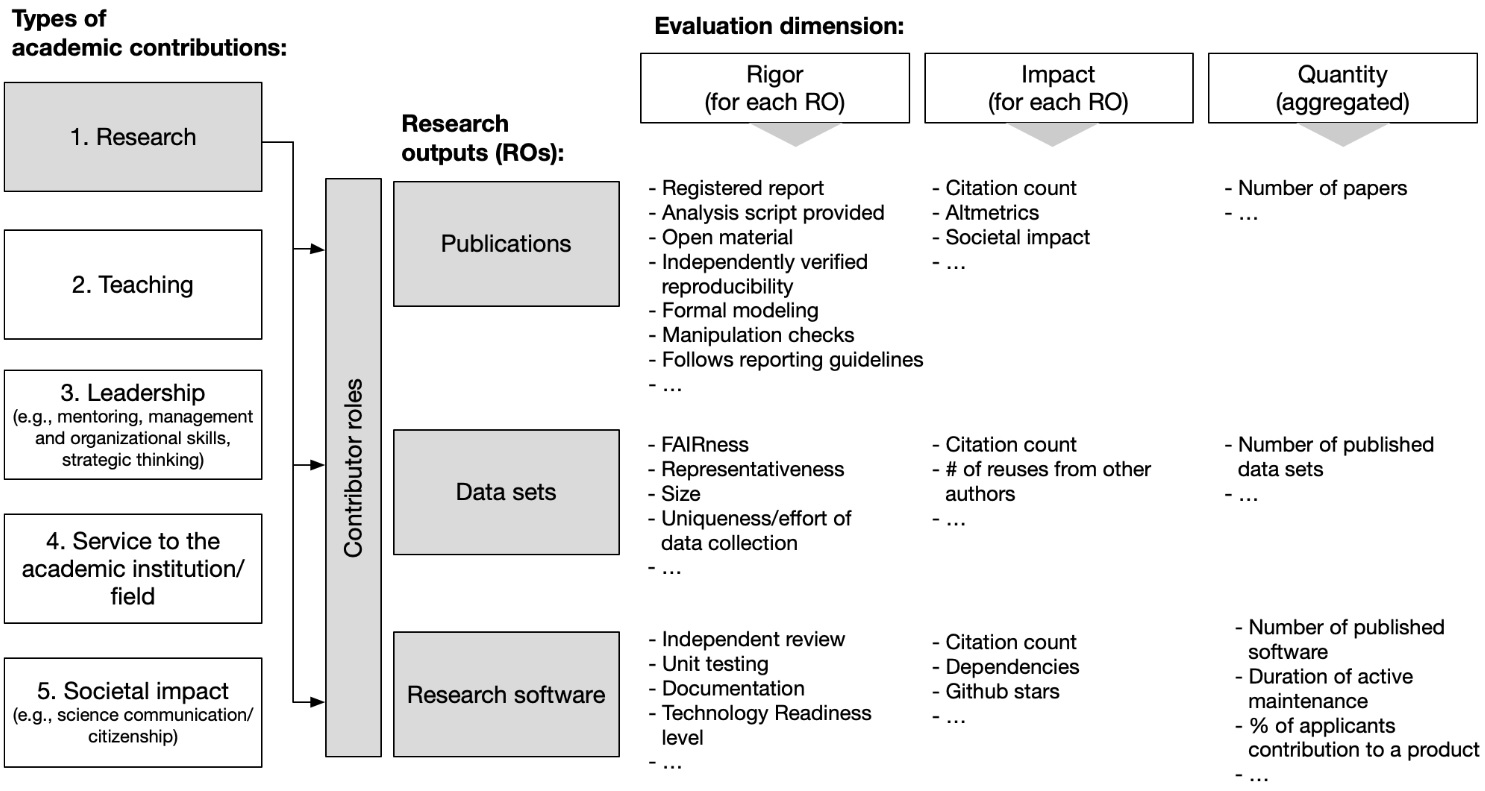 Types of
academic contributions:
1. Research
2. Teaching
3. Leadership
(e.g., mentoring, management
and organizational skills,
strategic thinking)
4. Service to the
academic institution/
field
5. Societal impact
(e.g., science communication/
citizenship)
Contributor roles
Research
outputs (ROs):
Publications
Data sets
Research software
Evaluation dimension:
Rigor
(for each RO)
Impact
(for each RO)
Quantity
(aggregated)
- Registered report
- Analysis script provided
- Open material
- Independently verified
reproducibility
- Formal modeling
- Manipulation checks
- Follows reporting guidelines
- …
- Citation count
- Altmetrics
- Societal impact
- …
- Number of papers
- …
- FAIRness
- Representativeness
- Size
- Uniqueness/effort of
data collection
- …
- Citation count
- # of reuses from other
authors
- …
- Number of published
data sets
- …
- Independent review
- Unit testing
- Documentation
- Technology Readiness
level
- …
- Citation count
- Dependencies
- Github stars
- …
- Number of published
software
- Duration of active
maintenance
- % of applicants
contribution to a product
- …